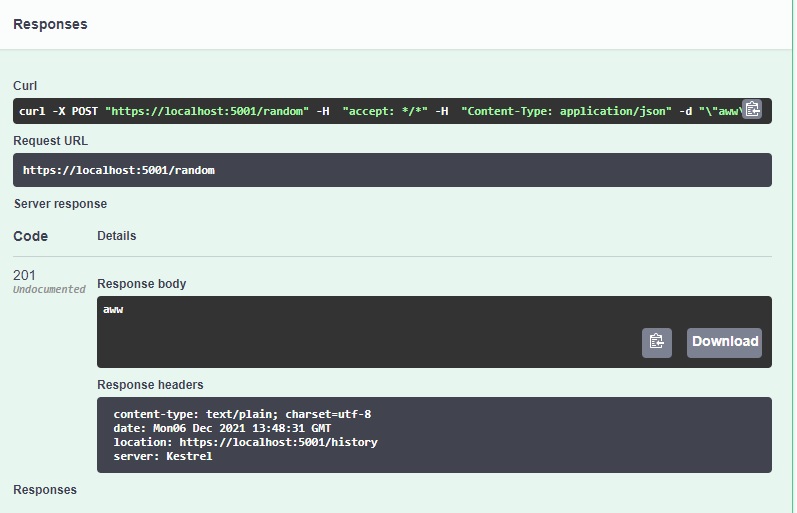 Responses
Curl
curl -X POST "https://localhost:5001/random" -H  "accept: */*" -H  "Content-Type: application/json" -d "\"aww\
Request URL
https://localhost:5001/random
Server response
Code Details
201
Undocumented
Response body
aww
Download
Response headers
content-type: text/plain; charset=utf-8
date: Mon06 Dec 2021 13:48:31 GMT
location: https://localhost:5001/history
server: Kestrel
Responses